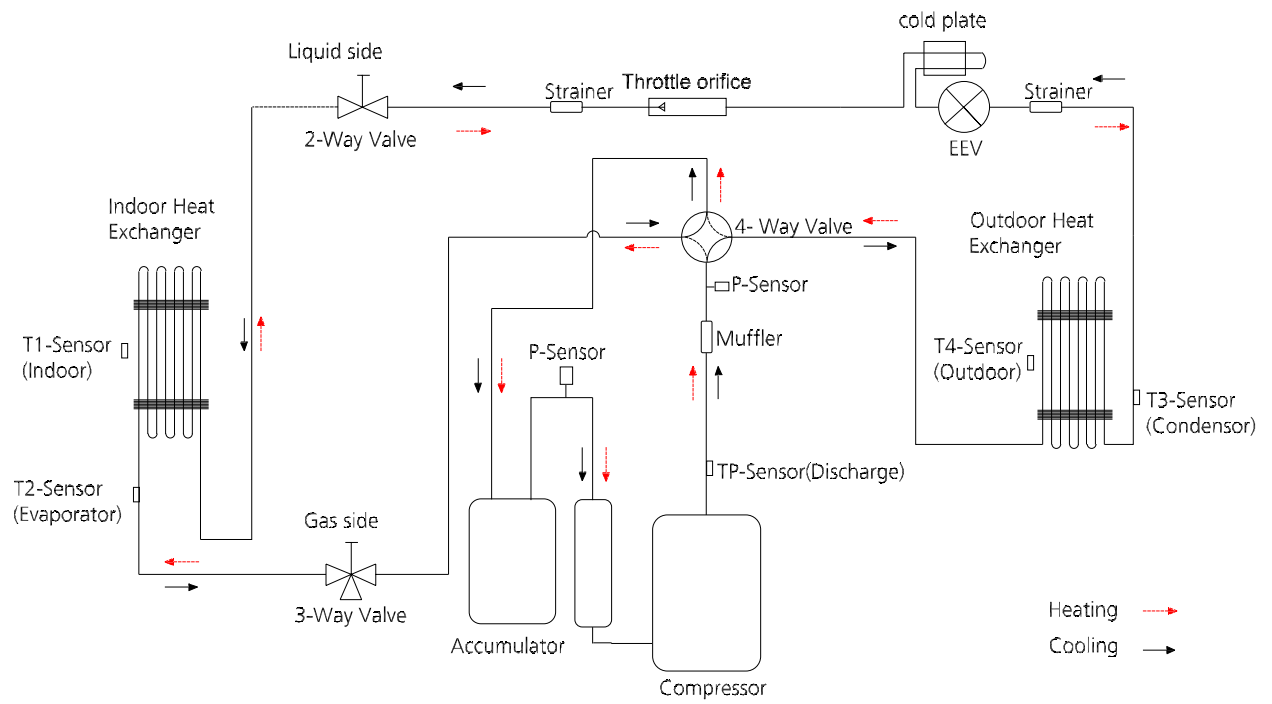 cold plate
Liquid side
Throttle orifice
Strainer
Strainer
2-Way Valve
EEV
Indoor Heat
Exchanger
4- Way Valve
Outdoor Heat
Exchanger
P-Sensor
Muffler
T1-Sensor
(Indoor)
P-Sensor
T4-Sensor
(Outdoor)
T3-Sensor
(Condensor)
TP-Sensor(Discharge)
T2-Sensor
(Evaporator)
Gas side
3-Way Valve
Accumulator
Compressor
Heating
Cooling